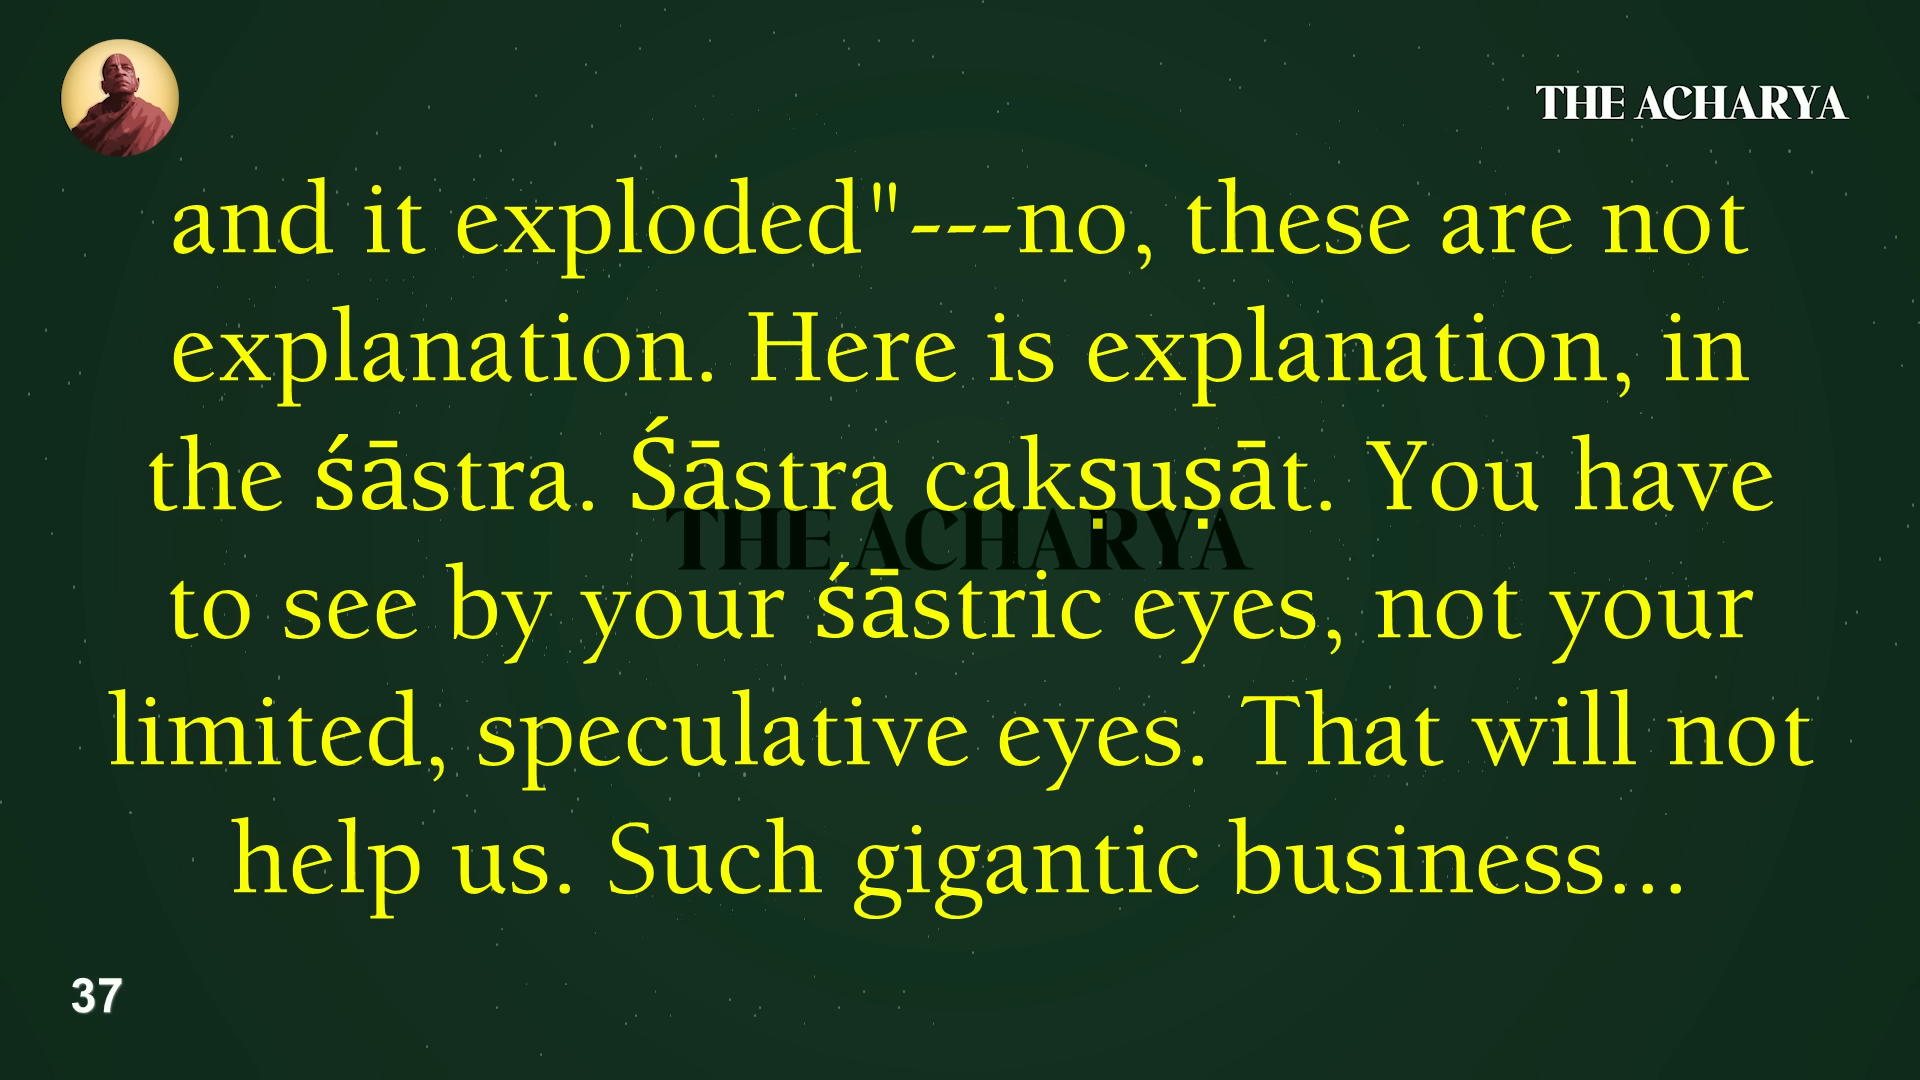 THE ACHARYA
and it exploded"---no, these are not
explanation. Here is explanation, in
the śāstra. Śāstra cakṣuṣāt. You have
THE ACHARYA
to see by your śāstric eyes, not your
limited, speculative eyes. That will not
help us. Such gigantic business...
37